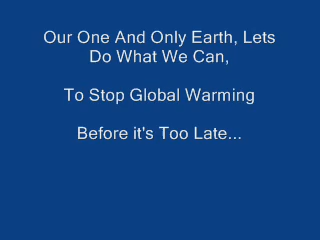 Our One And Only Earth, Lets
Do What We Can,
To Stop Global Warming
Before it's Too Late...